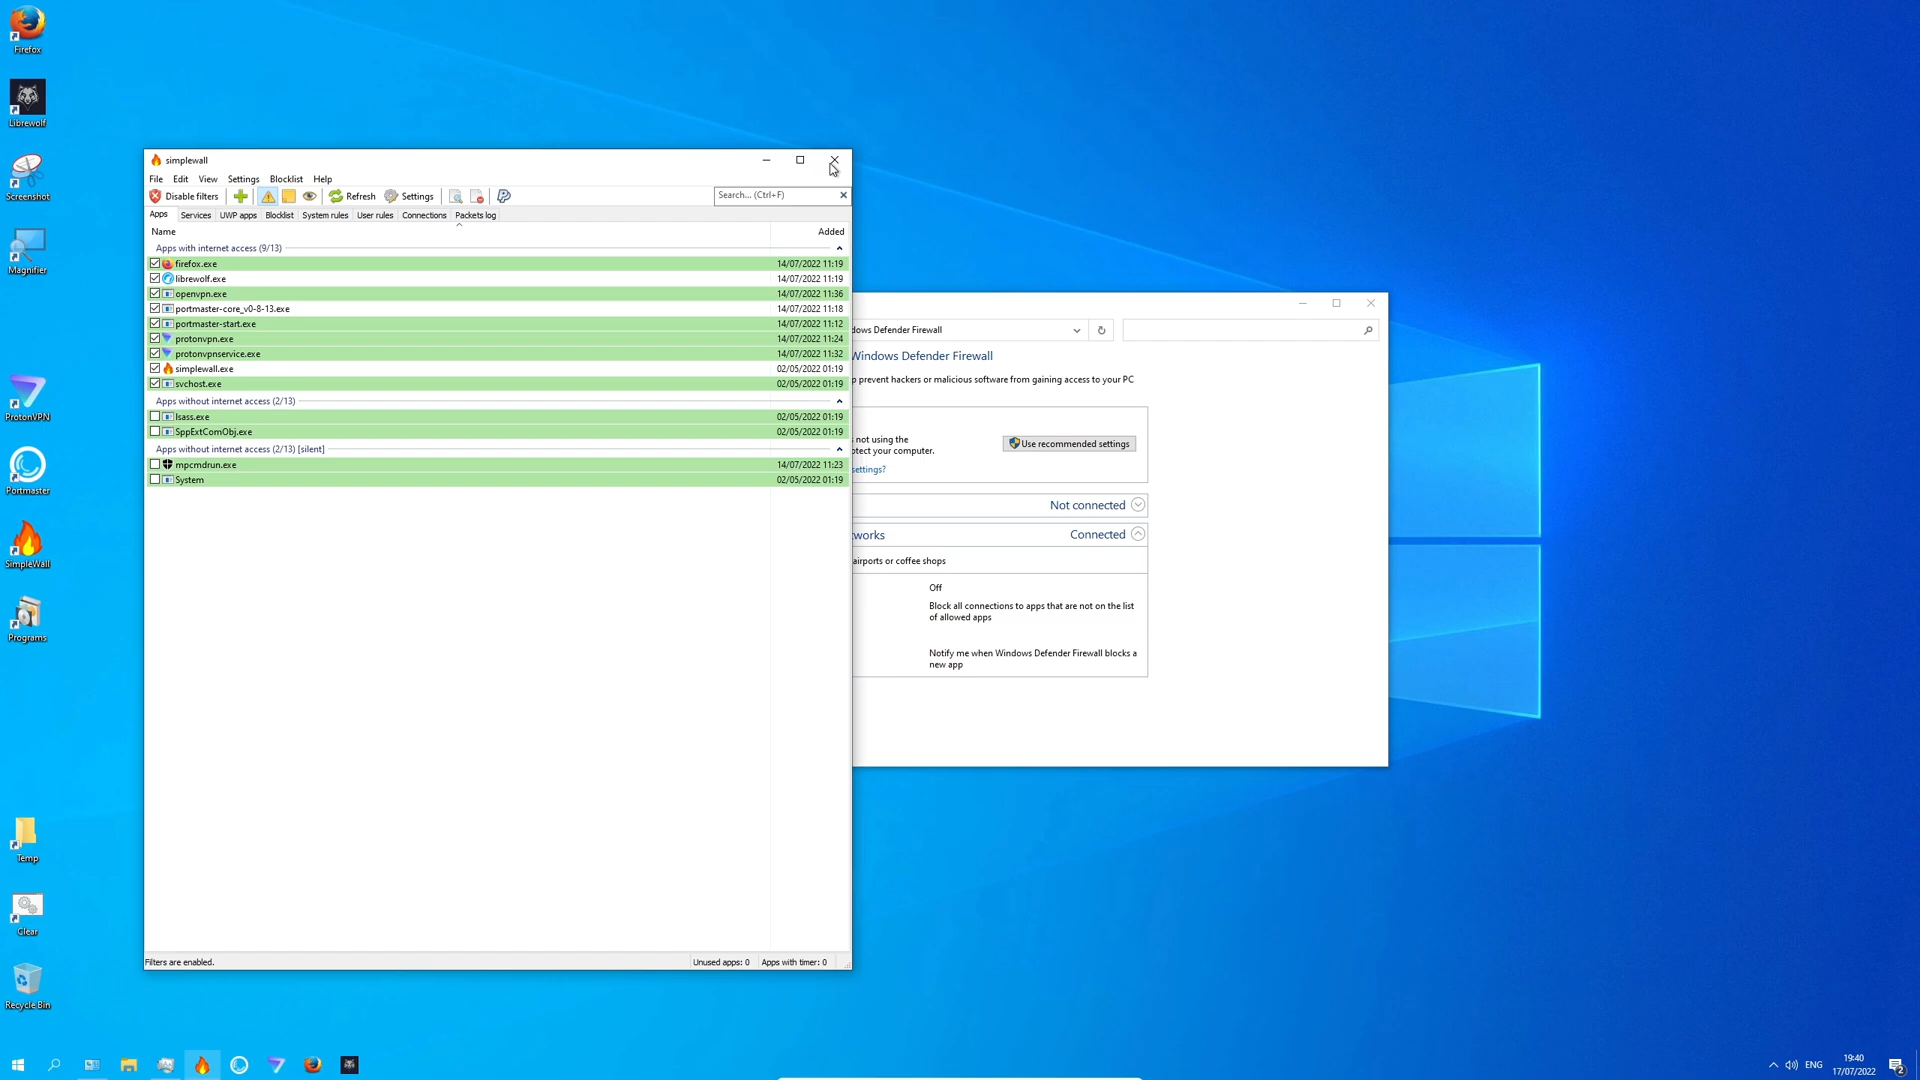 Firefox
Librewolf
Screenshot
Magnifier
ProtonVPN
Portmaster
SimpleWall
Programs
Temp
Clear
Recycle Bin
simplewall
File Edit View Settings Blocklist Help
Disable filters Refresh Settings Search... (Ctrl+F)
Apps Services UWP apps Blocklist System rules User rules Connections Packets log
Name Added
Apps with internet access (9/13)
firefox.exe 14/07/2022 11:19
librewolf.exe 14/07/2022 11:19
openvpn.exe 14/07/2022 11:36
portmaster-core_v0-8-13.exe 14/07/2022 11:18
portmaster-start.exe 14/07/2022 11:12
protonvpn.exe 14/07/2022 11:24
protonvpnservice.exe 14/07/2022 11:32
simplewall.exe 02/05/2022 01:19
svchost.exe 02/05/2022 01:19
Apps without internet access (2/13)
lsass.exe 02/05/2022 01:19
SppExtComObj.exe 02/05/2022 01:19
Apps without internet access (2/13) [silent]
mpcmdrun.exe 14/07/2022 11:23
System 02/05/2022 01:19
Filters are enabled. Unused apps: 0 Apps with timer: 0
dows Defender Firewall
Windows Defender Firewall
p prevent hackers or malicious software from gaining access to your PC
not using the
otect your computer.
Use recommended settings
settings?
Not connected
tworks Connected
airports or coffee shops
Off
Block all connections to apps that are not on the list
of allowed apps
Notify me when Windows Defender Firewall blocks a
new app
ENG
19:40
17/07/2022
2